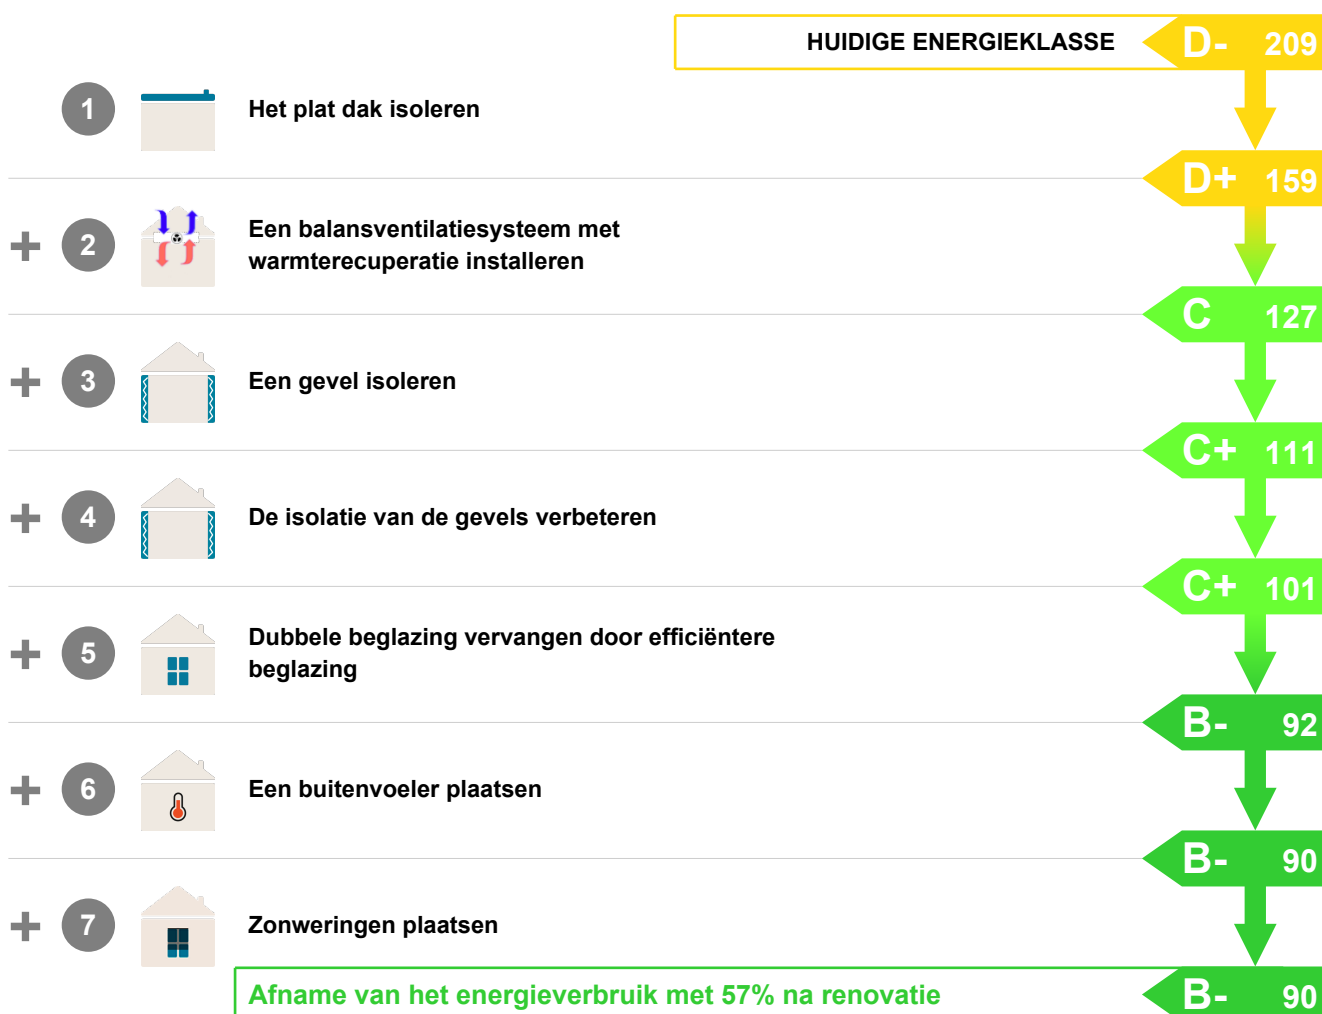 HUIDIGE ENERGIEKLASSE D- 209
1 Het plat dak isoleren
D+ 159
+ 2 Een balansventilatiesysteem met
warmterecuperatie installeren
C 127
+ 3 Een gevel isoleren
C+ 111
+ 4 De isolatie van de gevels verbeteren
C+ 101
+ 5 Dubbele beglazing vervangen door efficiëntere
beglazing
B- 92
+ 6 Een buitenvoeler plaatsen
B- 90
+ 7 Zonweringen plaatsen
Afname van het energieverbruik met 57% na renovatie B- 90